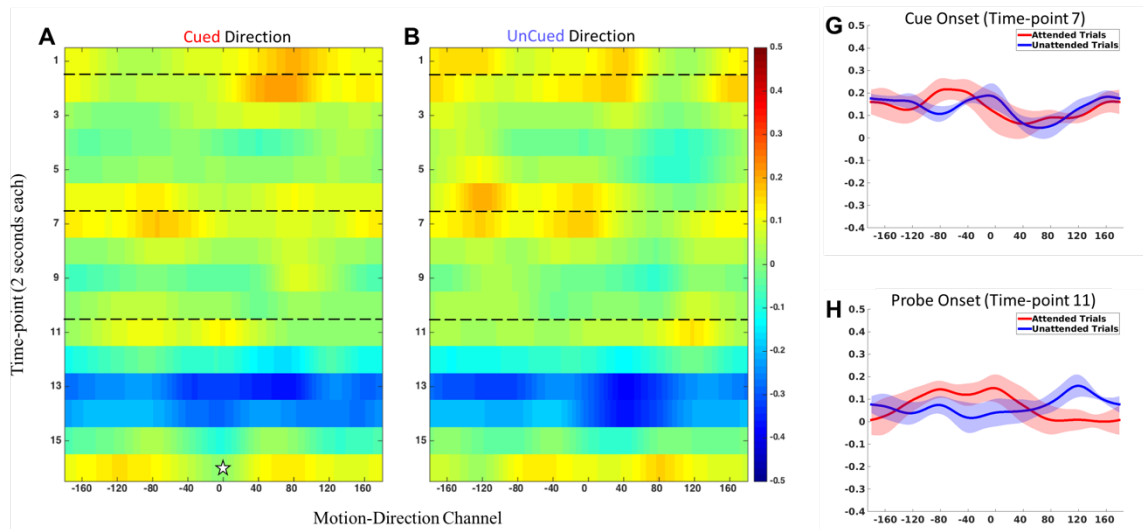 A
Cued Direction
B
UnCued Direction
Time-point (2 seconds each)
1
3
5
7
9
11
13
15
-160 -120 -80 -40 0 40 80 120 160
1
3
5
7
9
11
13
15
-160 -120 -80 -40 0 40 80 120 160
Motion-Direction Channel
0.5
0.4
0.3
0.2
0.1
0
-0.1
-0.2
-0.3
-0.4
-0.5
G
Cue Onset (Time-point 7)
Attended Trials
Unattended Trials
0.5
0.4
0.3
0.2
0.1
0
0.1
0.2
0.3
-0.4
-160 -120 -80 -40 0 40 80 120 160
H
Probe Onset (Time-point 11)
Attended Trials
Unattended Trials
0.5
0.4
0.3
0.2
0.1
0
0.1
0.2
0.3
-0.4
-160 -120 -80 -40 0 40 80 120 160